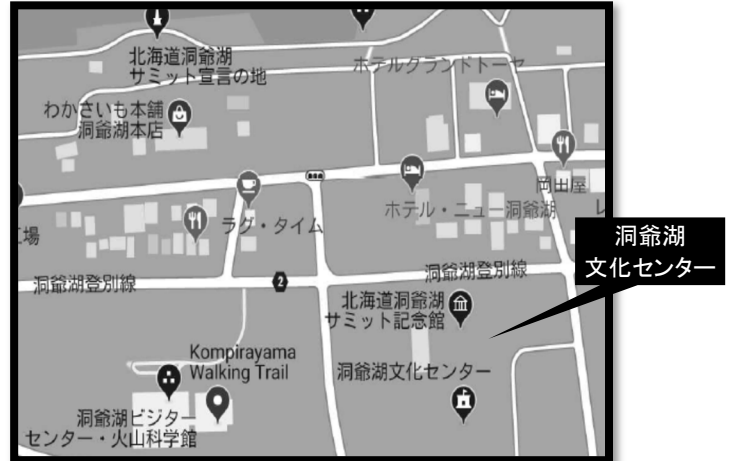 北海道洞爺湖
サミット宣言の地
ホテルグランドトーヤ
わかさいも本舗
洞爺湖本店
岡田屋
ホテル・ニュー洞爺湖
レ
ラグ・タイム
工場
洞爺湖
文化センター
洞爺湖登別線
洞爺湖登別線
2
北海道洞爺湖
サミット記念館
Kompirayama
Walking Trail
洞爺湖文化センター
洞爺湖ビジター
センター・火山科学館